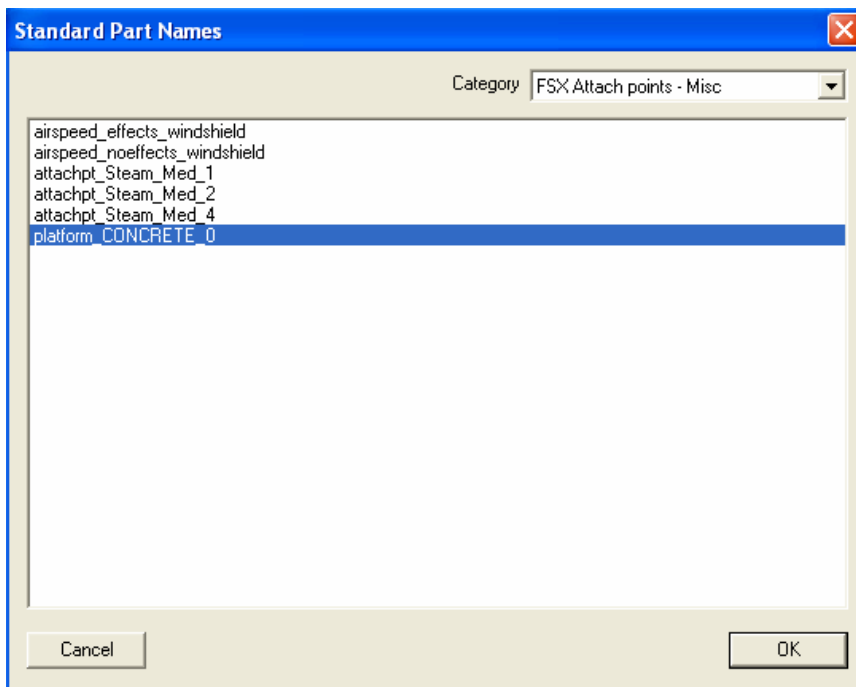 Standard Part Names
Category FSX Attach points - Misc
airspeed_effects_windshield
airspeed_noeffects_windshield
attachpt_Steam_Med_1
attachpt_Steam_Med_2
attachpt_Steam_Med_4
platform_CONCRETE_0
Cancel OK